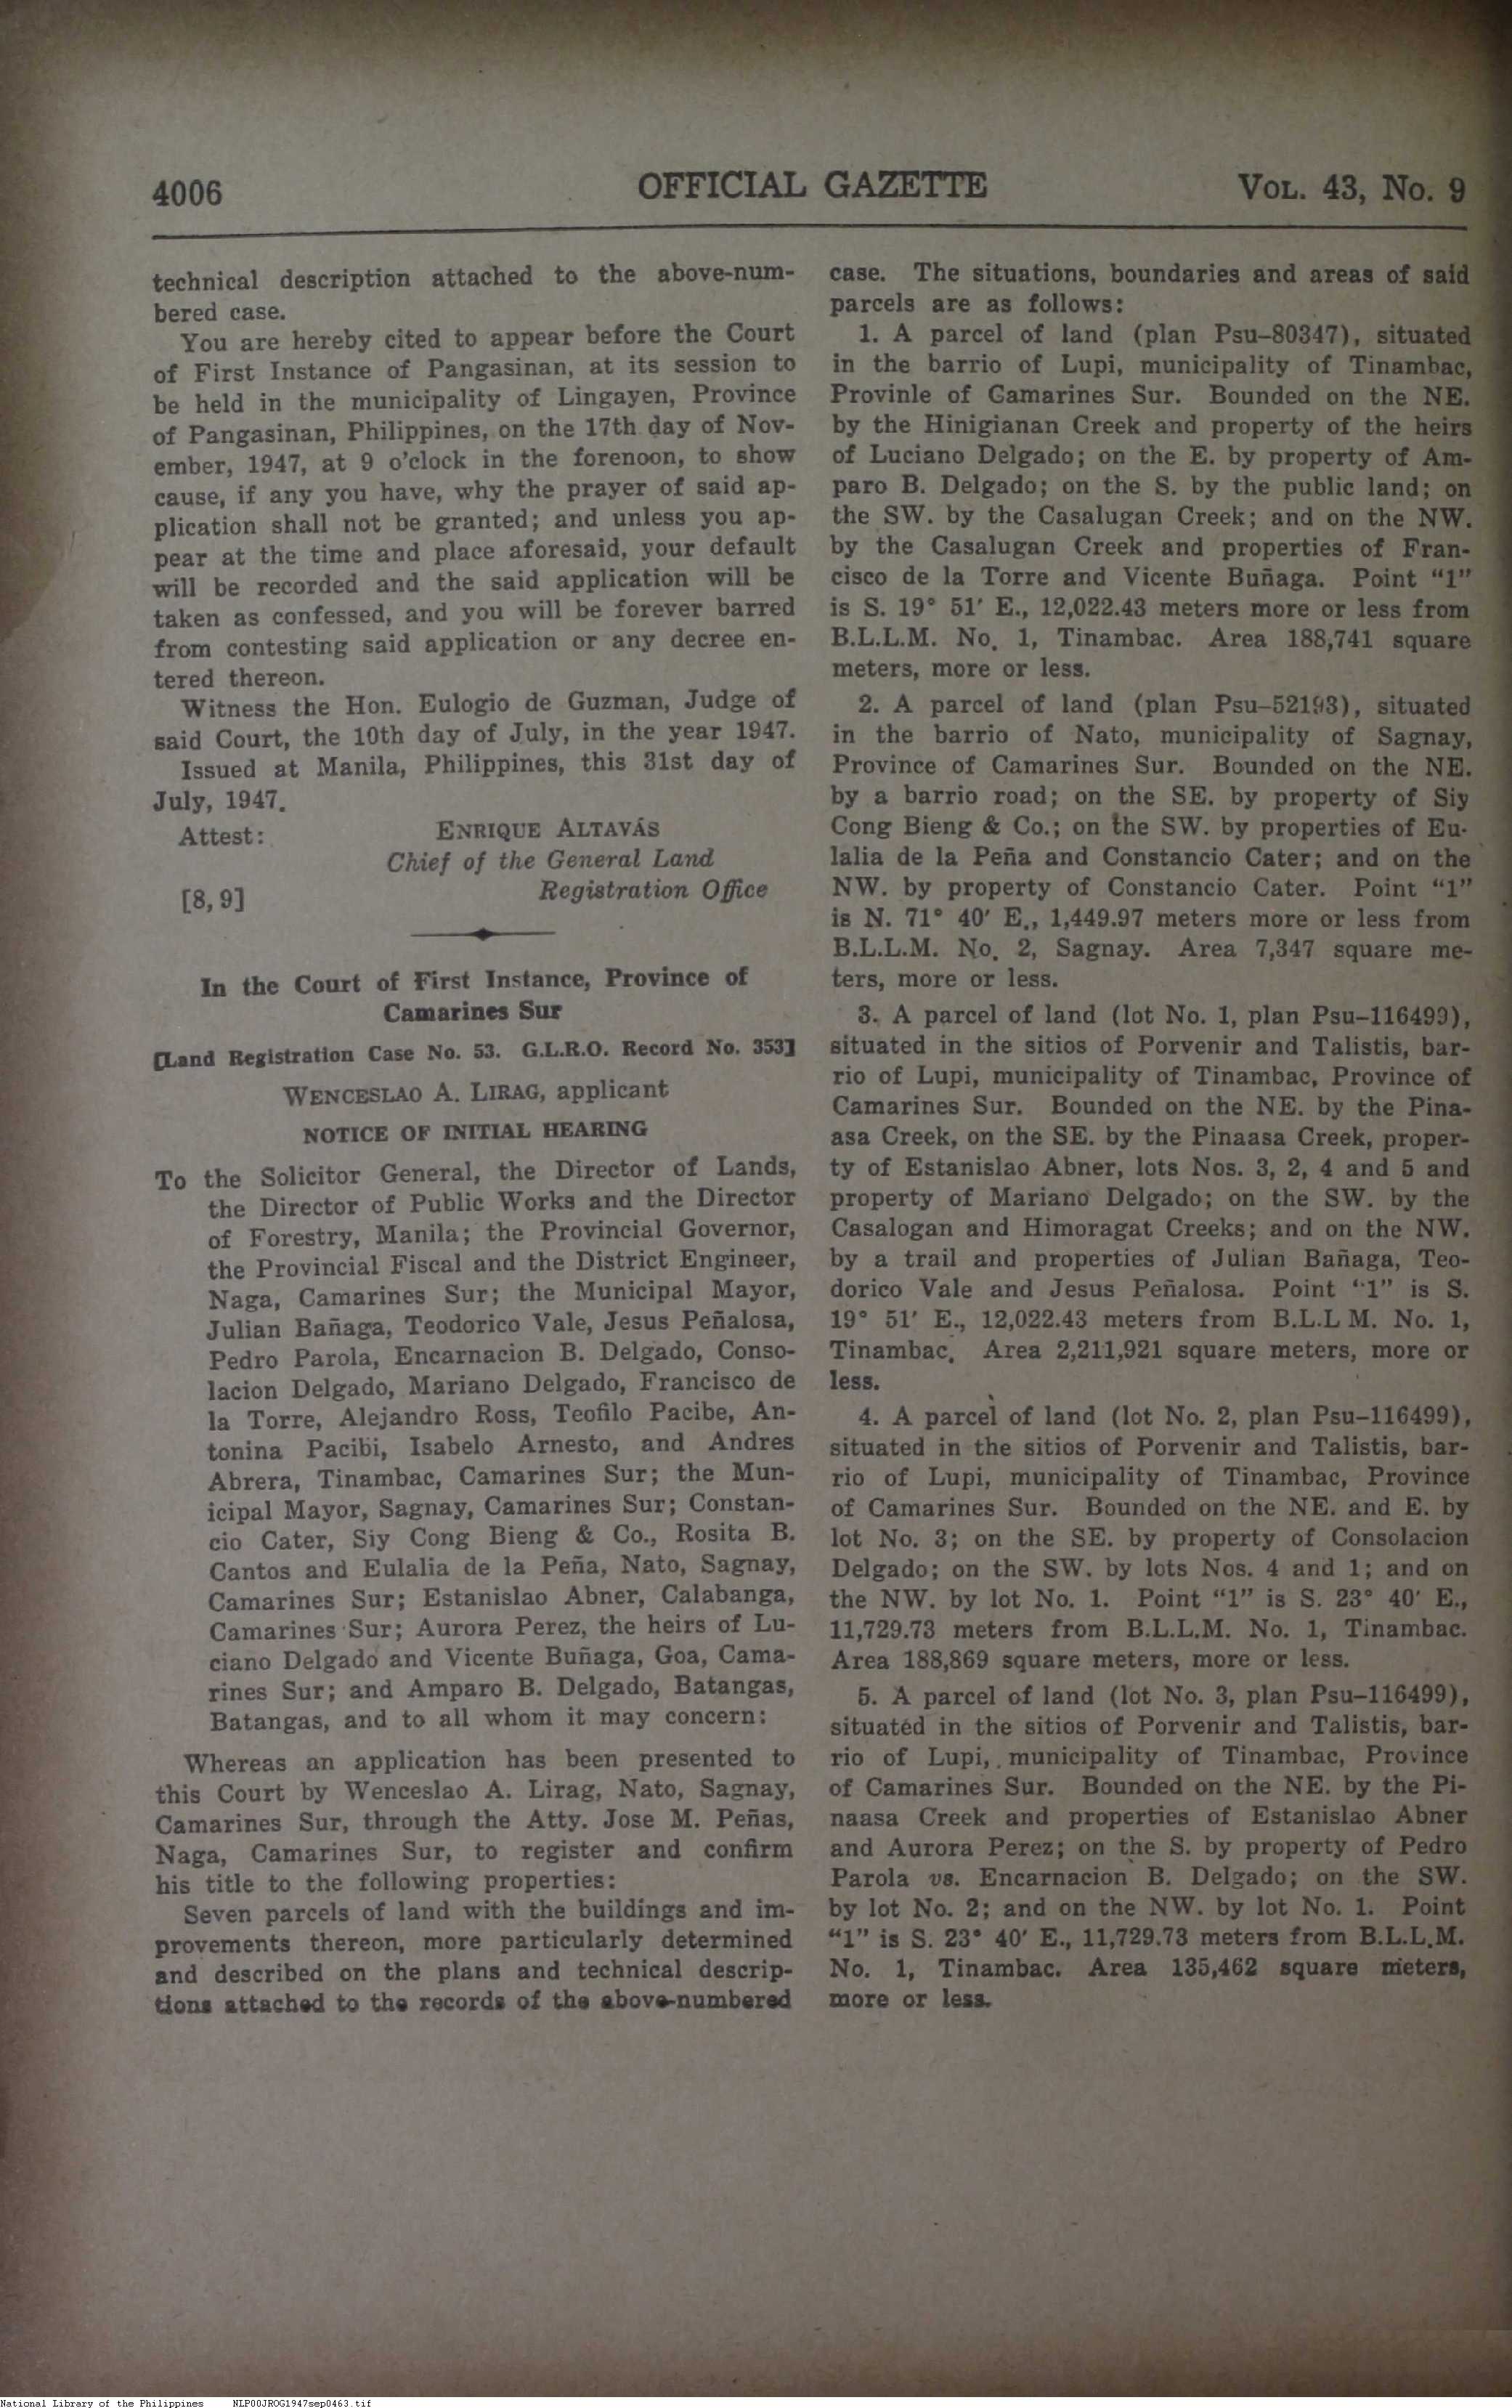 4006
OFFICIAL GAZETTE
VOL. 43, No. 9
technical description attached to the above-num-
bered case.
You are hereby cited to appear before the Court
of First Instance of Pangasinan, at its session to
be held in the municipality of Lingayen, Province
of Pangasinan, Philippines, on the 17th day of Nov-
ember, 1947, at 9 o'clock in the forenoon, to show
cause, if any you have, why the prayer of said ap-
plication shall not be granted; and unless you ap-
pear at the time and place aforesaid, your default
will be recorded and the said application will be
taken as confessed, and you will be forever barred
from contesting said application or any decree en-
tered thereon.
Witness the Hon. Eulogio de Guzman, Judge of
said Court, the 10th day of July, in the year 1947.
Issued at Manila, Philippines, this 31st day of
July, 1947.
Attest:
ENRIQUE ALTAVÁS
Chief of the General Land
Registration Office
[8, 9]
In the Court of First Instance, Province of
Camarines Sur
[Land Registration Case No. 53. G.L.R.O. Record No. 353]
WENCESLAO A. LIRAG, applicant
NOTICE OF INITIAL HEARING
To the Solicitor General, the Director of Lands,
the Director of Public Works and the Director
of Forestry, Manila; the Provincial Governor,
the Provincial Fiscal and the District Engineer,
Naga, Camarines Sur; the Municipal Mayor,
Julian Bañaga, Teodorico Vale, Jesus Peñalosa,
Pedro Parola, Encarnacion B. Delgado, Conso-
lacion Delgado, Mariano Delgado, Francisco de
la Torre, Alejandro Ross, Teofilo Pacibe, An-
tonina Pacibi, Isabelo Arnesto, and Andres
Abrera, Tinambac, Camarines Sur; the Mun-
icipal Mayor, Sagnay, Camarines Sur; Constan-
cio Cater, Siy Cong Bieng & Co., Rosita B.
Cantos and Eulalia de la Peña, Nato, Sagnay,
Camarines Sur; Estanislao Abner, Calabanga,
Camarines Sur; Aurora Perez, the heirs of Lu-
ciano Delgado and Vicente Buñaga, Goa, Cama-
rines Sur; and Amparo B. Delgado, Batangas,
Batangas, and to all whom it may concern:
Whereas an application has been presented to
this Court by Wenceslao A. Lirag, Nato, Sagnay,
Camarines Sur, through the Atty. Jose M. Peñas,
Naga, Camarines Sur, to register and confirm
his title to the following properties:
Seven parcels of land with the buildings and im-
provements thereon, more particularly determined
and described on the plans and technical descrip-
tions attached to the records of the above-numbered
case. The situations, boundaries and areas of said
parcels are as follows:
1. A parcel of land (plan Psu–80347), situated
in the barrio of Lupi, municipality of Tinambac,
Provinle of Camarines Sur. Bounded on the NE.
by the Hinigianan Creek and property of the heirs
of Luciano Delgado; on the E. by property of Am-
paro B. Delgado; on the S. by the public land; on
the SW. by the Casalugan Creek; and on the NW.
by the Casalugan Creek and properties of Fran-
cisco de la Torre and Vicente Buñaga. Point “1”
is S. 19° 51′ E., 12,022.43 meters more or less from
B.L.L.M. No. 1, Tinambac. Area 188,741 square
meters, more or less.
2. A parcel of land (plan Psu–52193), situated
in the barrio of Nato, municipality of Sagnay,
Province of Camarines Sur. Bounded on the NE.
by a barrio road; on the SE. by property of Siy
Cong Bieng & Co.; on the SW. by properties of Eu-
lalia de la Peña and Constancio Cater; and on the
NW. by property of Constancio Cater. Point “1”
is N. 71° 40′ E., 1,449.97 meters more or less from
B.L.L.M. No. 2, Sagnay. Area 7,347 square me-
ters, more or less.
3. A parcel of land (lot No. 1, plan Psu–116499),
situated in the sitios of Porvenir and Talistis, bar-
rio of Lupi, municipality of Tinambac, Province of
Camarines Sur. Bounded on the NE. by the Pina-
asa Creek, on the SE. by the Pinaasa Creek, proper-
ty of Estanislao Abner, lots Nos. 3, 2, 4 and 5 and
property of Mariano Delgado; on the SW. by the
Casalogan and Himoragat Creeks; and on the NW.
by a trail and properties of Julian Bañaga, Teo-
dorico Vale and Jesus Peñalosa. Point “1” is S.
19° 51′ E., 12,022.43 meters from B.L.L M. No. 1,
Tinambac. Area 2,211,921 square meters, more or
less.
4. A parcel of land (lot No. 2, plan Psu–116499),
situated in the sitios of Porvenir and Talistis, bar-
rio of Lupi, municipality of Tinambac, Province
of Camarines Sur. Bounded on the NE. and E. by
lot No. 3; on the SE. by property of Consolacion
Delgado; on the SW. by lots Nos. 4 and 1; and on
the NW. by lot No. 1. Point “1” is S. 23° 40′ E.,
11,729.73 meters from B.L.L.M. No. 1, Tinambac.
Area 188,869 square meters, more or less.
5. A parcel of land (lot No. 3, plan Psu–116499),
situated in the sitios of Porvenir and Talistis, bar-
rio of Lupi, municipality of Tinambac, Province
of Camarines Sur. Bounded on the NE. by the Pi-
naasa Creek and properties of Estanislao Abner
and Aurora Perez; on the S. by property of Pedro
Parola vs. Encarnacion B. Delgado; on the SW.
by lot No. 2; and on the NW. by lot No. 1. Point
“1” is S. 23° 40′ E., 11,729.73 meters from B.L.L.M.
No. 1, Tinambac. Area 135,462 square meters,
more or less.
National Library of the Philippines NLP00JROG1947sep0463.tif